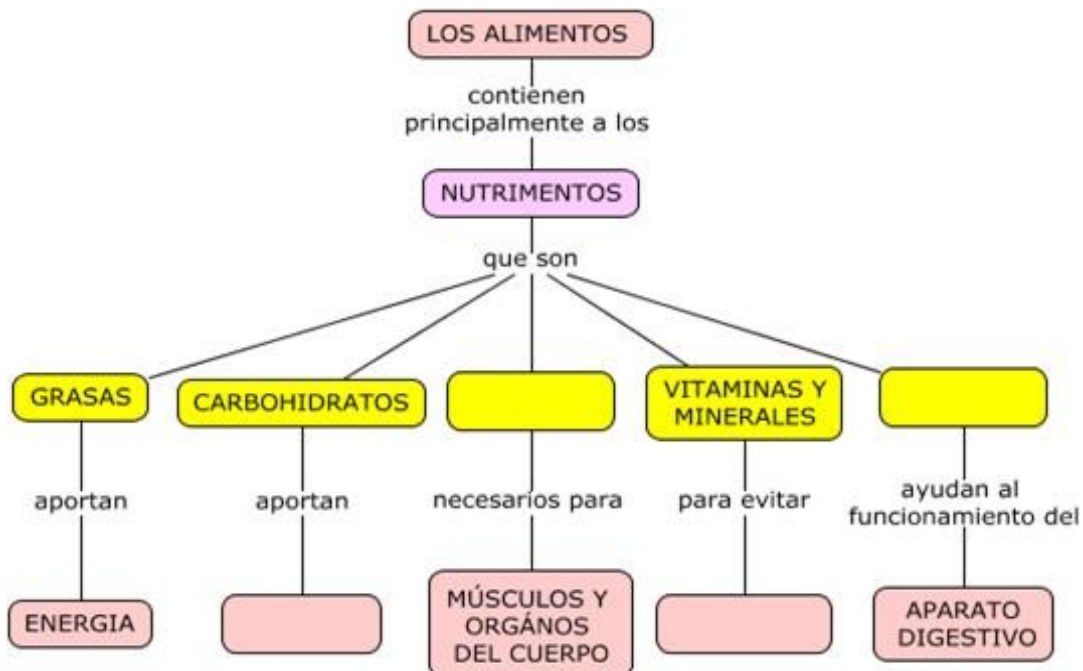 LOS ALIMENTOS
contienen
principalmente a los
NUTRIMENTOS
que son
GRASAS
CARBOHIDRATOS
VITAMINAS Y
MINERALES
aportan
aportan
necesarios para
para evitar
ayudan al
funcionamiento del
ENERGIA
MÚSCULOS Y
ORGÁNOS
DEL CUERPO
APARATO
DIGESTIVO